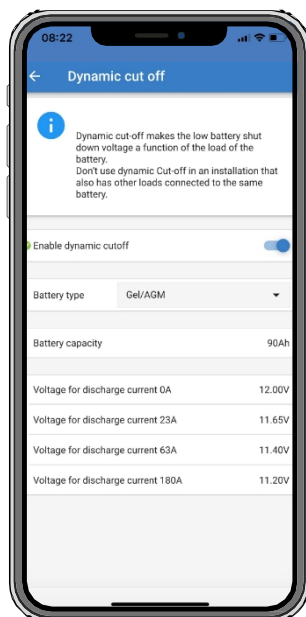 08:22
Dynamic cut off
Dynamic cut-off makes the low battery shut
down voltage a function of the load of the
battery.
Don't use dynamic Cut-off in an installation that
also has other loads connected to the same
battery.
Enable dynamic cutoff
Battery type Gel/AGM
Battery capacity 90Ah
Voltage for discharge current 0A 12.00V
Voltage for discharge current 23A 11.65V
Voltage for discharge current 63A 11.40V
Voltage for discharge current 180A 11.20V